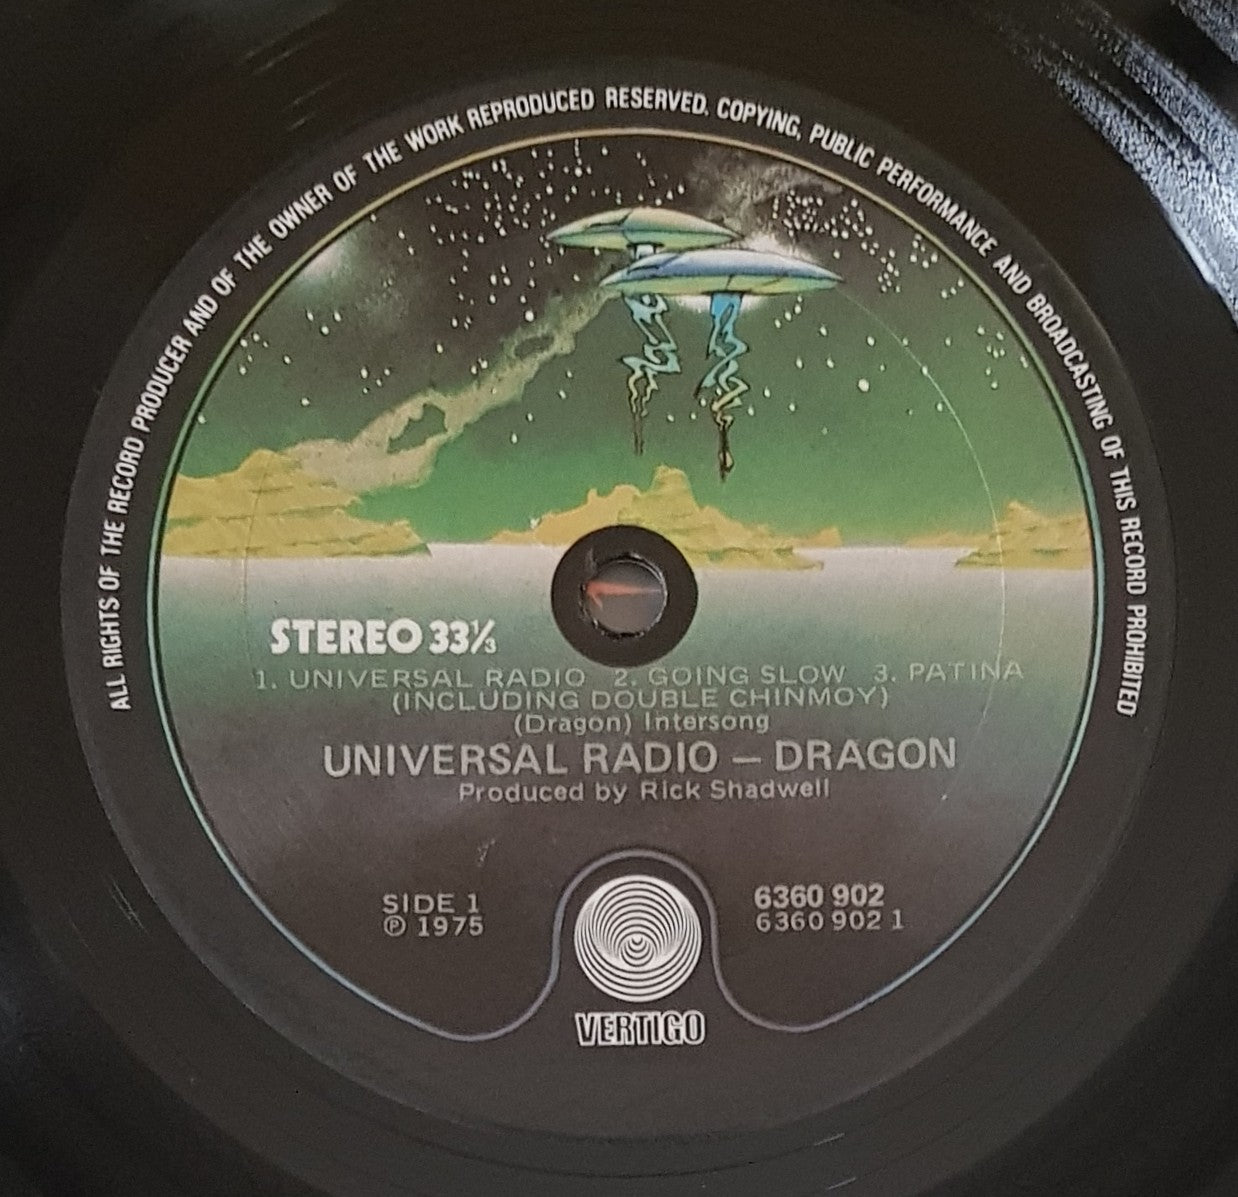 ALL RIGHTS OF THE RECORD PRODUCER AND OF THE OWNER OF THE WORK REPRODUCED RESERVED. COPYING, PUBLIC PERFORMANCE AND BROADCASTING OF THIS RECORD PROHIBITED
STEREO 33⅓
1. UNIVERSAL RADIO 2. GOING SLOW 3. PATINA
(INCLUDING DOUBLE CHINMOY)
(Dragon) Intersong
UNIVERSAL RADIO — DRAGON
Produced by Rick Shadwell
SIDE 1
℗ 1975
6360 902
6360 902 1
VERTIGO